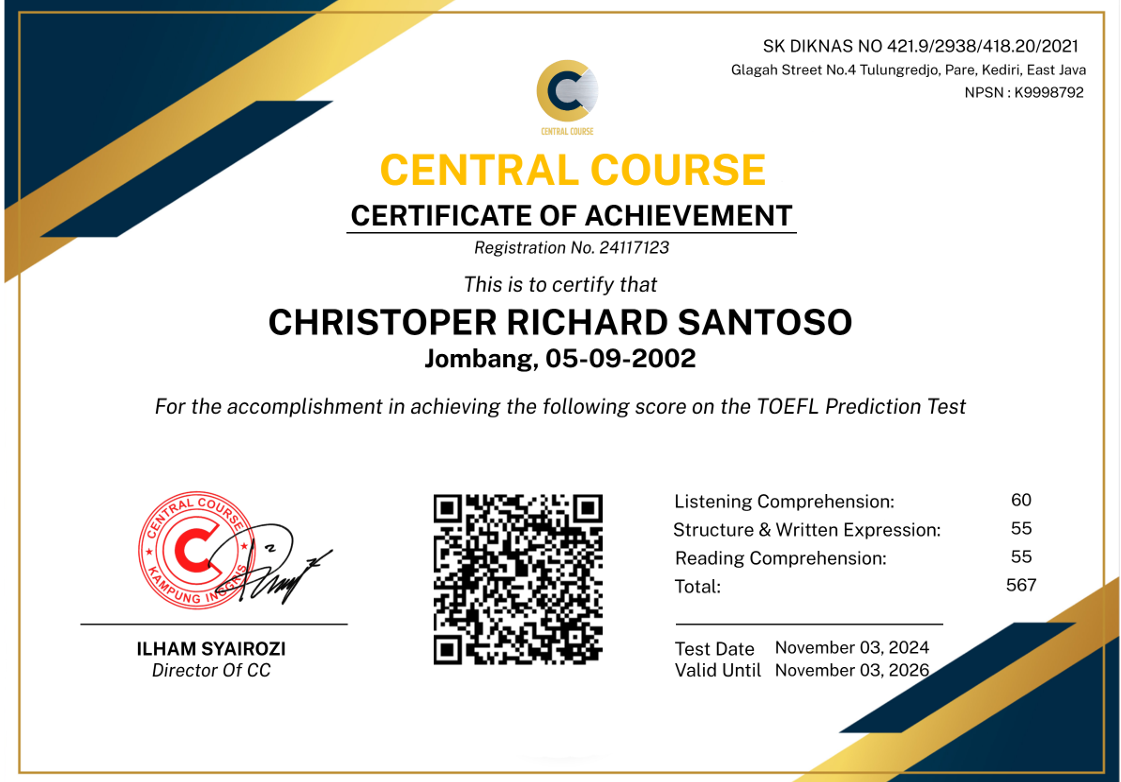 SK DIKNAS NO 421.9/2938/418.20/2021
Glagah Street No.4 Tulungredjo, Pare, Kediri, East Java
NPSN : K9998792
CENTRAL COURSE
CENTRAL COURSE
CERTIFICATE OF ACHIEVEMENT
Registration No. 24117123
This is to certify that
CHRISTOPER RICHARD SANTOSO
Jombang, 05-09-2002
For the accomplishment in achieving the following score on the TOEFL Prediction Test
CENTRAL COURSE
KAMPUNG INGGRIS
ILHAM SYAIROZI
Director Of CC
Listening Comprehension: 60
Structure & Written Expression: 55
Reading Comprehension: 55
Total: 567
Test Date November 03, 2024
Valid Until November 03, 2026